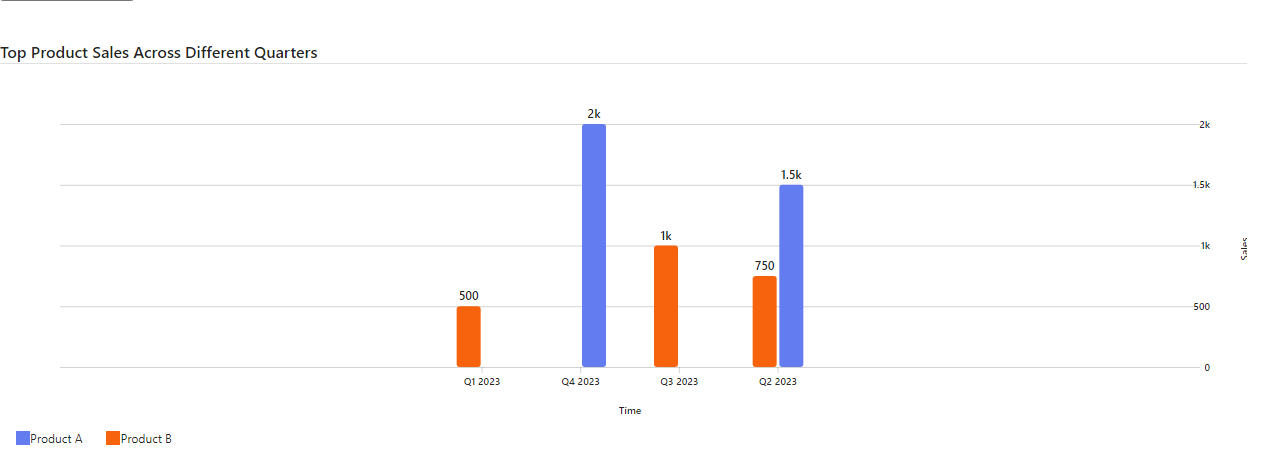 Top Product Sales Across Different Quarters
2k
2k
1.5k
1.5k
1k
1k
Sales
750
500
500
0
Q1 2023 Q4 2023 Q3 2023 Q2 2023
Time
Product A Product B